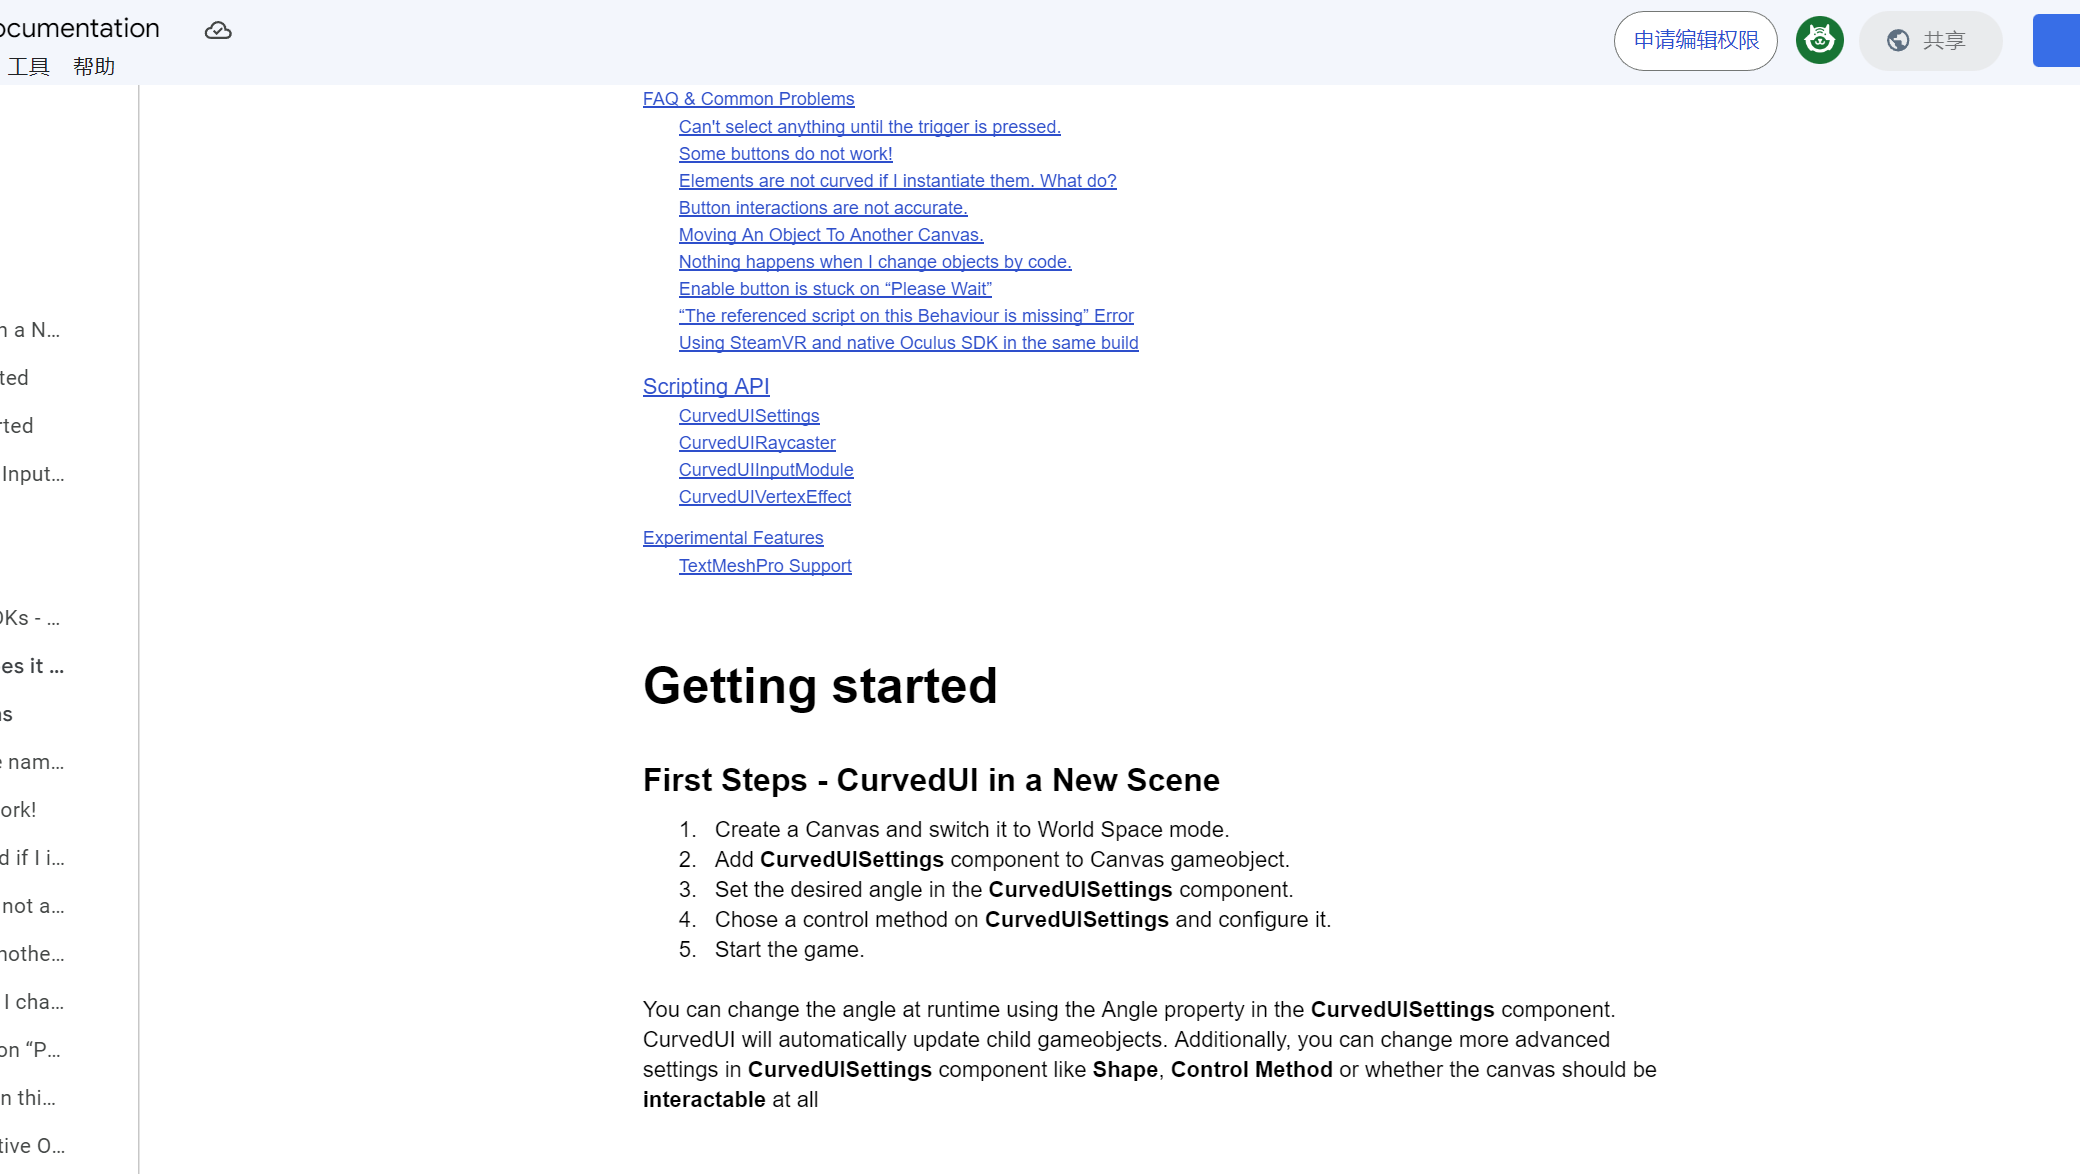 ocumentation
工具 帮助
申请编辑权限
共享
n a N...
ted
rted
Input...
DKs - ...
es it ...
ns
e nam...
ork!
d if I i...
not a...
nothe...
I cha...
on “P...
n thi...
tive O...
FAQ & Common Problems
Can't select anything until the trigger is pressed.
Some buttons do not work!
Elements are not curved if I instantiate them. What do?
Button interactions are not accurate.
Moving An Object To Another Canvas.
Nothing happens when I change objects by code.
Enable button is stuck on “Please Wait”
“The referenced script on this Behaviour is missing” Error
Using SteamVR and native Oculus SDK in the same build
Scripting API
CurvedUISettings
CurvedUIRaycaster
CurvedUIInputModule
CurvedUIVertexEffect
Experimental Features
TextMeshPro Support
Getting started
First Steps - CurvedUI in a New Scene
1. Create a Canvas and switch it to World Space mode.
2. Add CurvedUISettings component to Canvas gameobject.
3. Set the desired angle in the CurvedUISettings component.
4. Chose a control method on CurvedUISettings and configure it.
5. Start the game.
You can change the angle at runtime using the Angle property in the CurvedUISettings component.
CurvedUI will automatically update child gameobjects. Additionally, you can change more advanced
settings in CurvedUISettings component like Shape, Control Method or whether the canvas should be
interactable at all